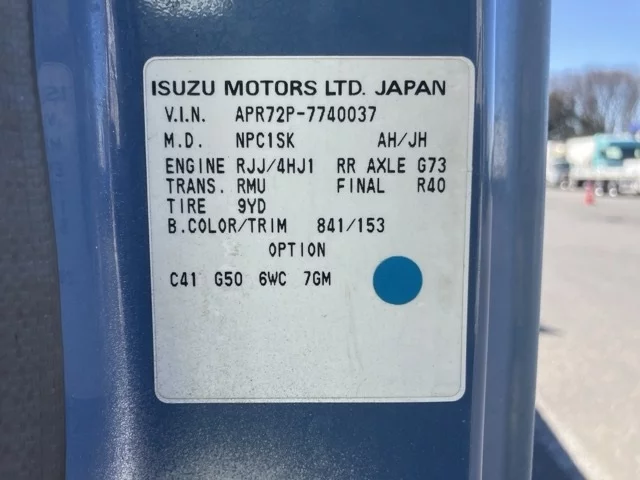 ISUZU MOTORS LTD. JAPAN
V.I.N. APR72P-7740037
M.D. NPC1SK AH/JH
ENGINE RJJ/4HJ1 RR AXLE G73
TRANS. RMU FINAL R40
TIRE 9YD
B.COLOR/TRIM 841/153
OPTION
C41 G50 6WC 7GM